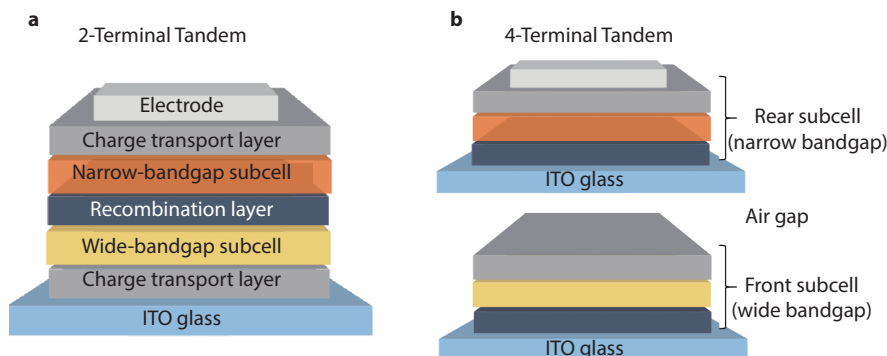 a
2-Terminal Tandem
Electrode
Charge transport layer
Narrow-bandgap subcell
Recombination layer
Wide-bandgap subcell
Charge transport layer
ITO glass
b
4-Terminal Tandem
Rear subcell
(narrow bandgap)
ITO glass
Air gap
Front subcell
(wide bandgap)
ITO glass